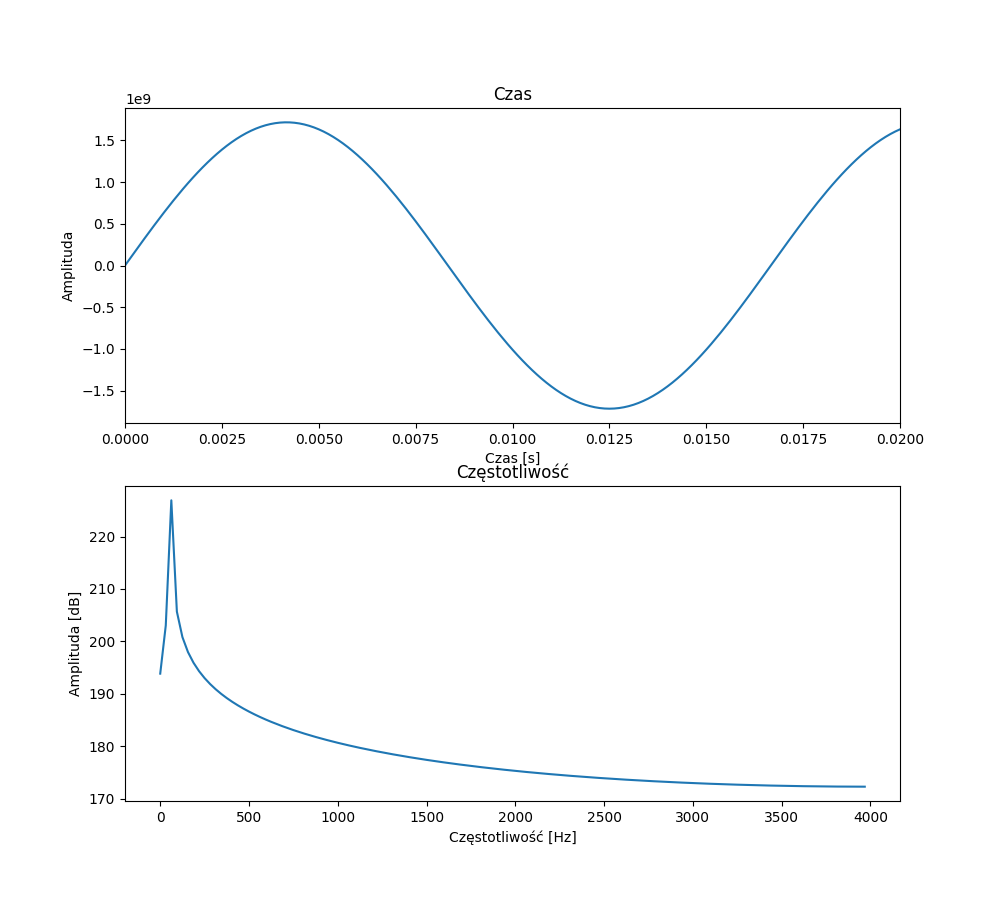 Czas
1e9
1.5
1.0
0.5
0.0
−0.5
−1.0
−1.5
Amplituda
0.0000 0.0025 0.0050 0.0075 0.0100 0.0125 0.0150 0.0175 0.0200
Czas [s]
Częstotliwość
220
210
200
190
180
170
Amplituda [dB]
0 500 1000 1500 2000 2500 3000 3500 4000
Częstotliwość [Hz]